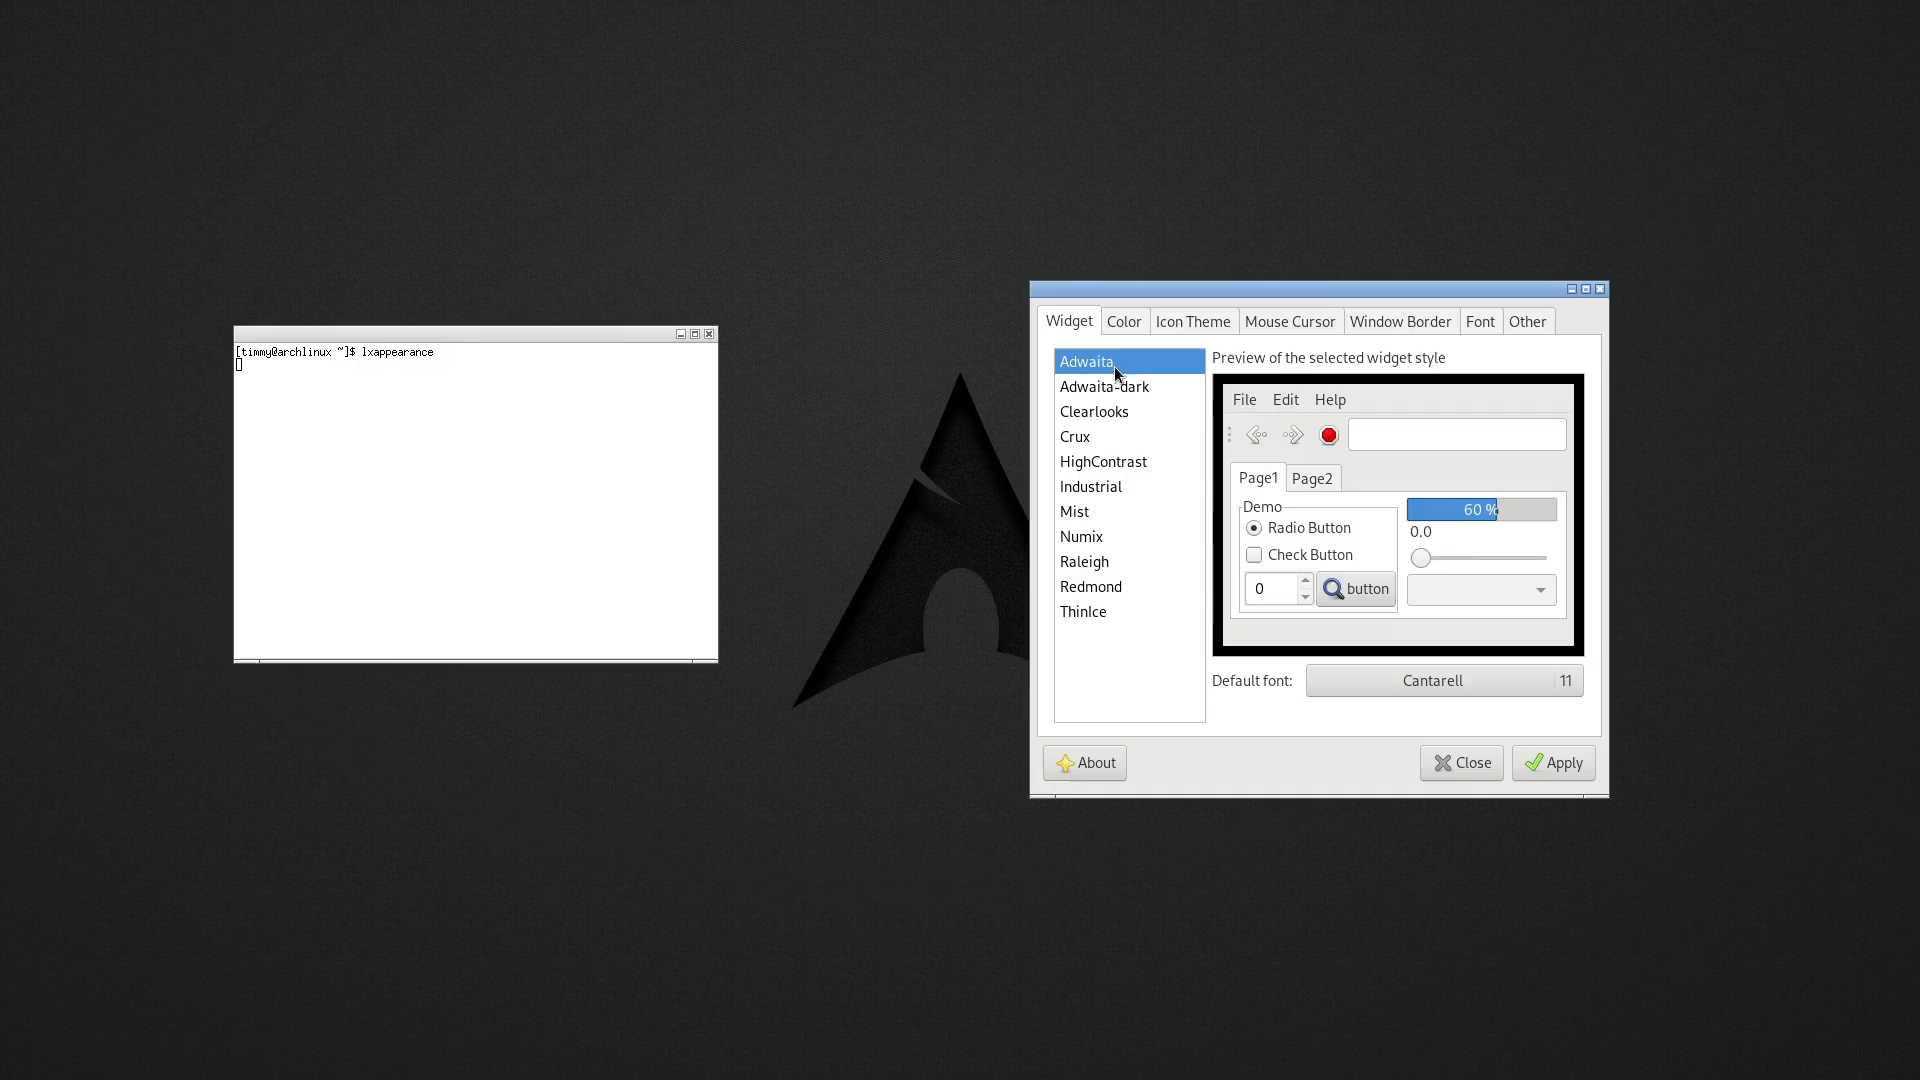 [timmy@archlinux ~]$ lxappearance
Widget Color Icon Theme Mouse Cursor Window Border Font Other
Adwaita
Adwaita-dark
Clearlooks
Crux
HighContrast
Industrial
Mist
Numix
Raleigh
Redmond
ThinIce
Preview of the selected widget style
File Edit Help
Page1 Page2
Demo
Radio Button
Check Button
0 button
60 %
0.0
Default font: Cantarell 11
About Close Apply